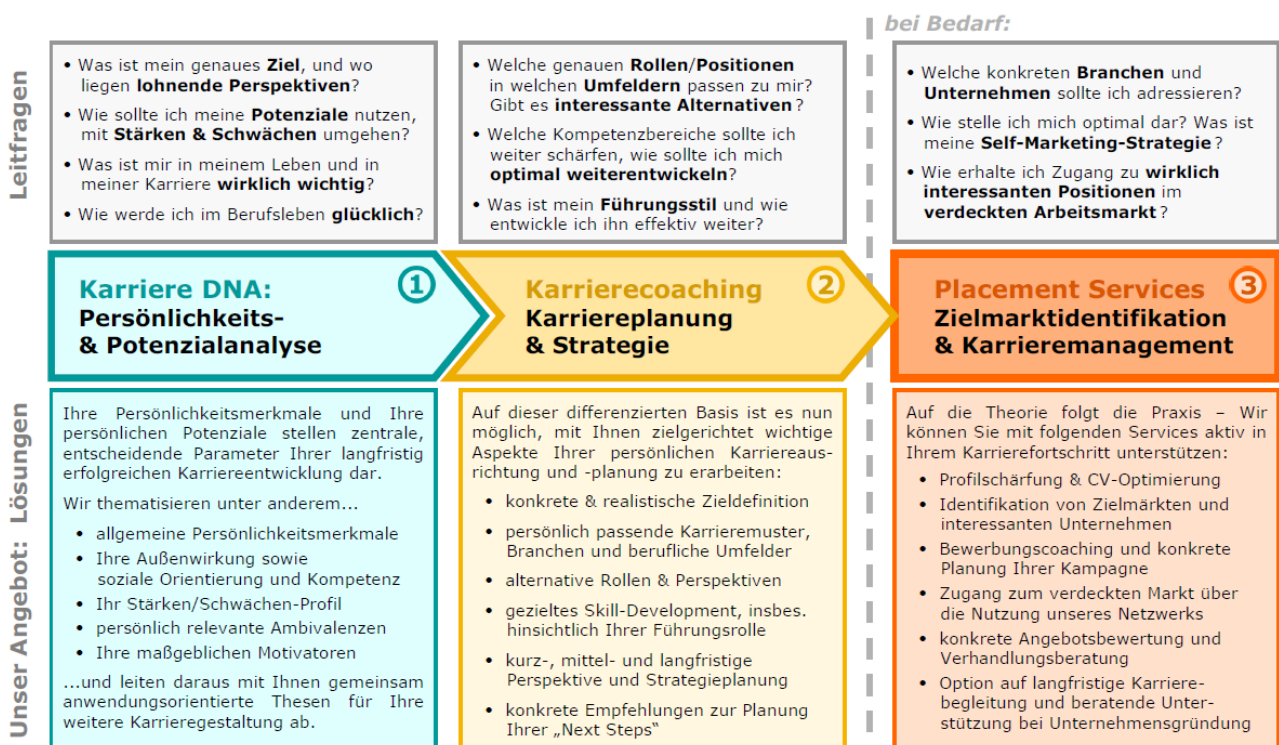 bei Bedarf:
Leitfragen
• Was ist mein genaues Ziel, und wo
liegen lohnende Perspektiven?
• Wie sollte ich meine Potenziale nutzen,
mit Stärken & Schwächen umgehen?
• Was ist mir in meinem Leben und in
meiner Karriere wirklich wichtig?
• Wie werde ich im Berufsleben glücklich?
• Welche genauen Rollen/Positionen
in welchen Umfeldern passen zu mir?
Gibt es interessante Alternativen?
• Welche Kompetenzbereiche sollte ich
weiter schärfen, wie sollte ich mich
optimal weiterentwickeln?
• Was ist mein Führungsstil und wie
entwickle ich ihn effektiv weiter?
• Welche konkreten Branchen und
Unternehmen sollte ich adressieren?
• Wie stelle ich mich optimal dar? Was ist
meine Self-Marketing-Strategie?
• Wie erhalte ich Zugang zu wirklich
interessanten Positionen im
verdeckten Arbeitsmarkt?
Karriere DNA: 1
Persönlichkeits-
& Potenzialanalyse
Karrierecoaching 2
Karriereplanung
& Strategie
Placement Services 3
Zielmarktidentifikation
& Karrieremanagement
Unser Angebot: Lösungen
Ihre Persönlichkeitsmerkmale und Ihre
persönlichen Potenziale stellen zentrale,
entscheidende Parameter Ihrer langfristig
erfolgreichen Karriereentwicklung dar.
Wir thematisieren unter anderem...
• allgemeine Persönlichkeitsmerkmale
• Ihre Außenwirkung sowie
soziale Orientierung und Kompetenz
• Ihr Stärken/Schwächen-Profil
• persönlich relevante Ambivalenzen
• Ihre maßgeblichen Motivatoren
...und leiten daraus mit Ihnen gemeinsam
anwendungsorientierte Thesen für Ihre
weitere Karrieregestaltung ab.
Auf dieser differenzierten Basis ist es nun
möglich, mit Ihnen zielgerichtet wichtige
Aspekte Ihrer persönlichen Karriereaus-
richtung und -planung zu erarbeiten:
• konkrete & realistische Zieldefinition
• persönlich passende Karrieremuster,
Branchen und berufliche Umfelder
• alternative Rollen & Perspektiven
• gezieltes Skill-Development, insbes.
hinsichtlich Ihrer Führungsrolle
• kurz-, mittel- und langfristige
Perspektive und Strategieplanung
• konkrete Empfehlungen zur Planung
Ihrer „Next Steps“
Auf die Theorie folgt die Praxis – Wir
können Sie mit folgenden Services aktiv in
Ihrem Karrierefortschritt unterstützen:
• Profilschärfung & CV-Optimierung
• Identifikation von Zielmärkten und
interessanten Unternehmen
• Bewerbungscoaching und konkrete
Planung Ihrer Kampagne
• Zugang zum verdeckten Markt über
die Nutzung unseres Netzwerks
• konkrete Angebotsbewertung und
Verhandlungsberatung
• Option auf langfristige Karriere-
begleitung und beratende Unter-
stützung bei Unternehmensgründung